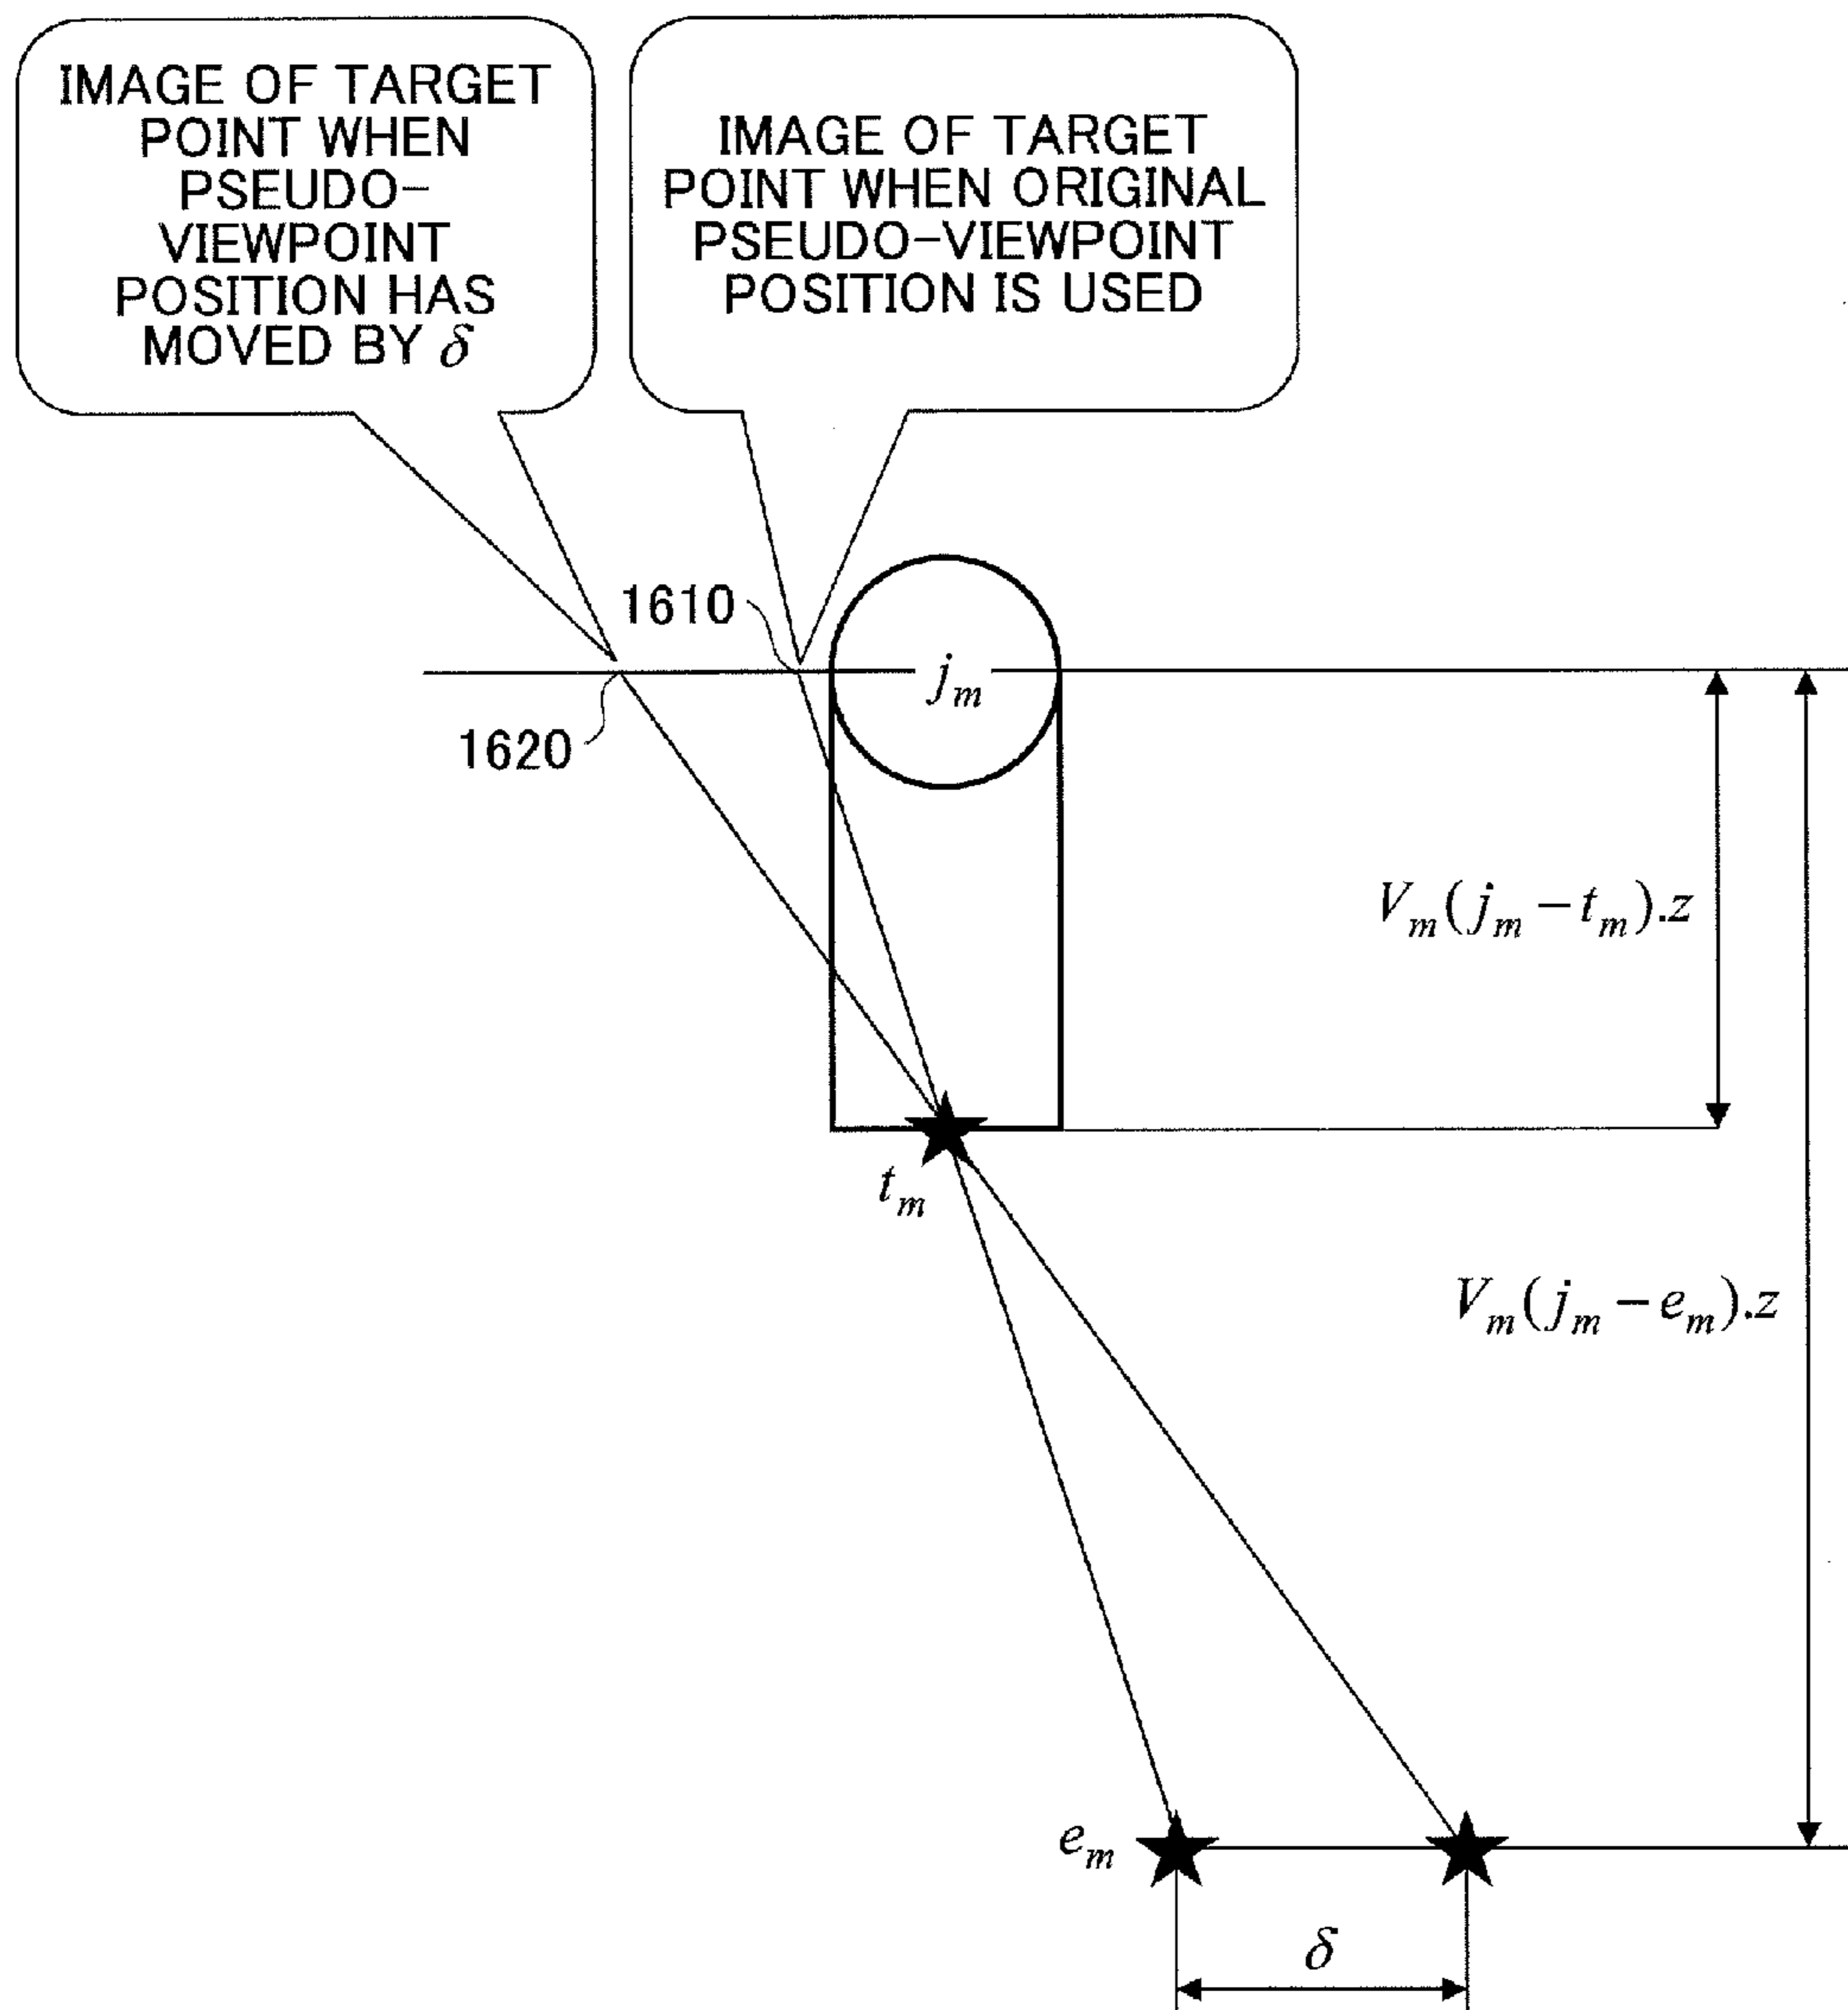 IMAGE OF TARGET
POINT WHEN
PSEUDO-
VIEWPOINT
POSITION HAS
MOVED BY δ
IMAGE OF TARGET
POINT WHEN ORIGINAL
PSEUDO-VIEWPOINT
POSITION IS USED
1610
j_m
1620
V_m(j_m − t_m).z
t_m
V_m(j_m − e_m).z
e_m
δ